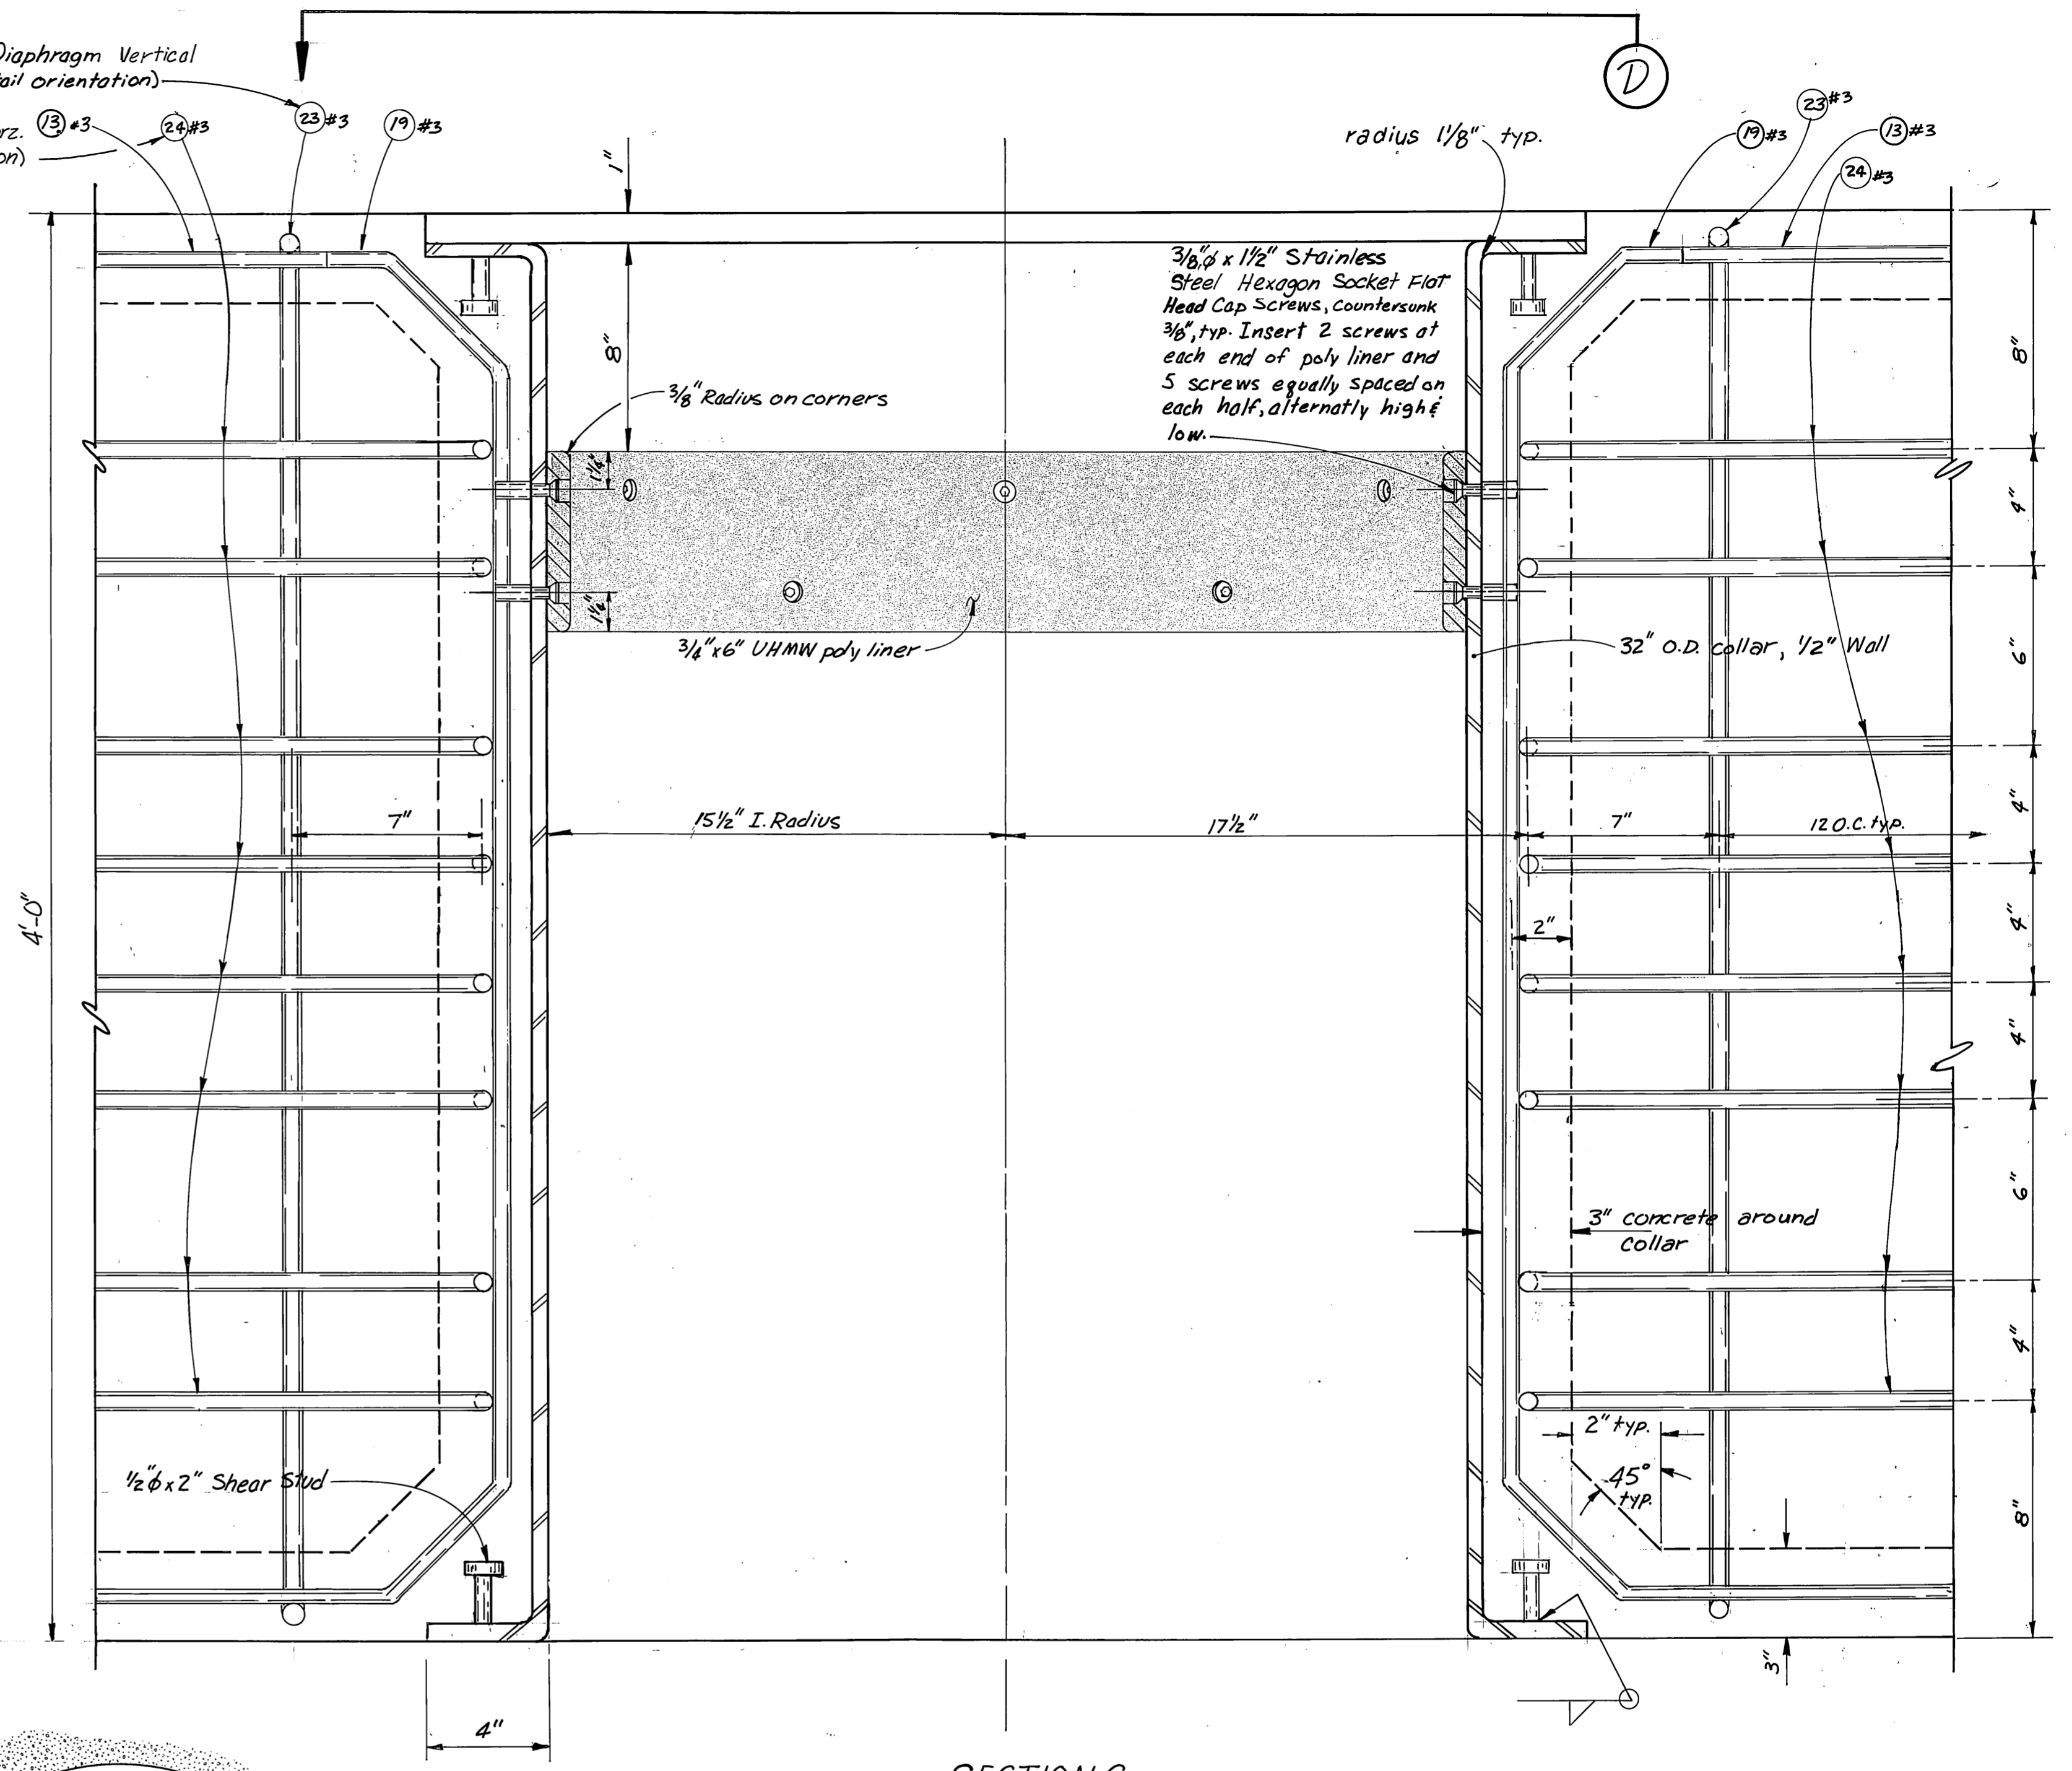 Diaphragm Vertical
tail orientation)
D
rz. 13 #3
24 #3
23 #3
19 #3
on)
radius 1 1/8" typ.
23 #3
19 #3
13 #3
24 #3
1"
3/8"φ x 1 1/2" Stainless
Steel Hexagon Socket Flat
Head Cap Screws, Countersunk
3/8", typ. Insert 2 screws at
each end of poly liner and
5 screws equally spaced on
each half, alternatly high &
low.
8"
8"
3/8" Radius on corners
1 1/4"
1 1/4"
4"
3/4" x 6" UHMW poly liner
32" O.D. collar, 1/2" Wall
6"
7"
15 1/2" I. Radius
17 1/2"
7"
12 O.C. typ.
4"
4'-0"
2"
4"
4"
3" concrete around
collar
6"
4"
2" typ.
45°
typ.
1/2"φ x 2" Shear Stud
8"
3"
4"
SECTION C